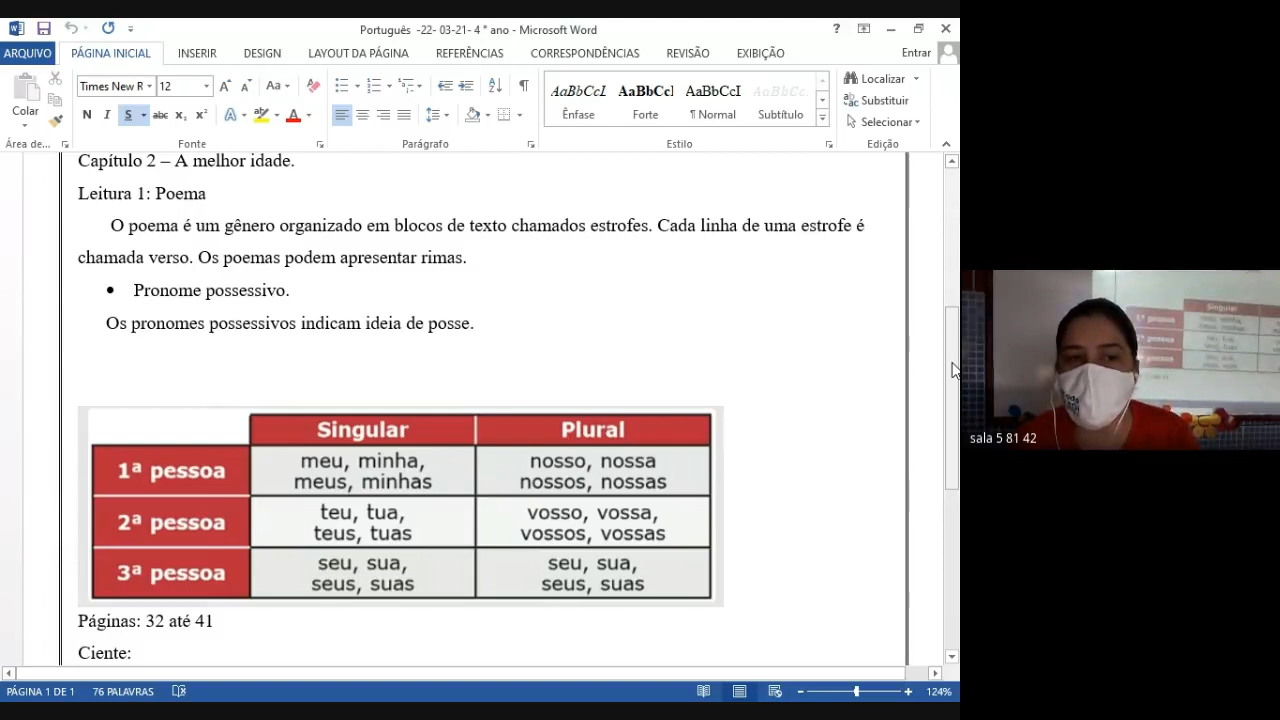 Português -22- 03-21- 4 ° ano - Microsoft Word
ARQUIVO PÁGINA INICIAL INSERIR DESIGN LAYOUT DA PÁGINA REFERÊNCIAS CORRESPONDÊNCIAS REVISÃO EXIBIÇÃO Entrar
Times New R 12
Colar
N I S abc x₂ x² A A
AaBbCcI AaBbCcI AaBbCcI AaBbCc.
Ênfase Forte ¶ Normal Subtítulo
Localizar
Substituir
Selecionar
Área de... Fonte Parágrafo Estilo Edição
Capítulo 2 – A melhor idade.
Leitura 1: Poema
O poema é um gênero organizado em blocos de texto chamados estrofes. Cada linha de uma estrofe é
chamada verso. Os poemas podem apresentar rimas.
• Pronome possessivo.
Os pronomes possessivos indicam ideia de posse.
Singular Plural
1ª pessoa meu, minha, meus, minhas nosso, nossa nossos, nossas
2ª pessoa teu, tua, teus, tuas vosso, vossa, vossos, vossas
3ª pessoa seu, sua, seus, suas seu, sua, seus, suas
Páginas: 32 até 41
Ciente:
PÁGINA 1 DE 1 76 PALAVRAS 124%
sala 5 81 42